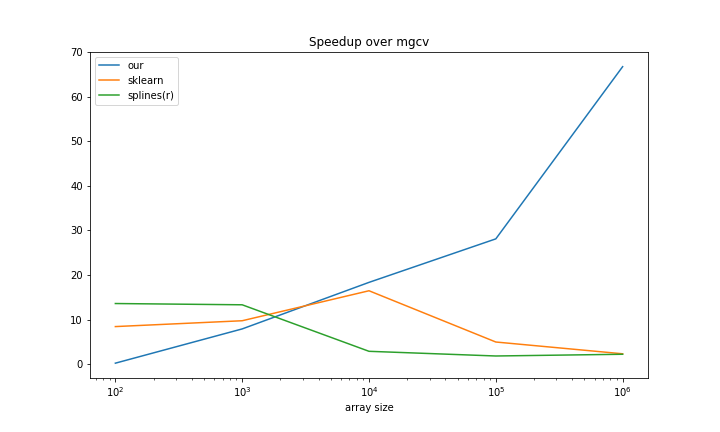 Speedup over mgcv
our
sklearn
splines(r)
70
60
50
40
30
20
10
0
10² 10³ 10⁴ 10⁵ 10⁶
array size